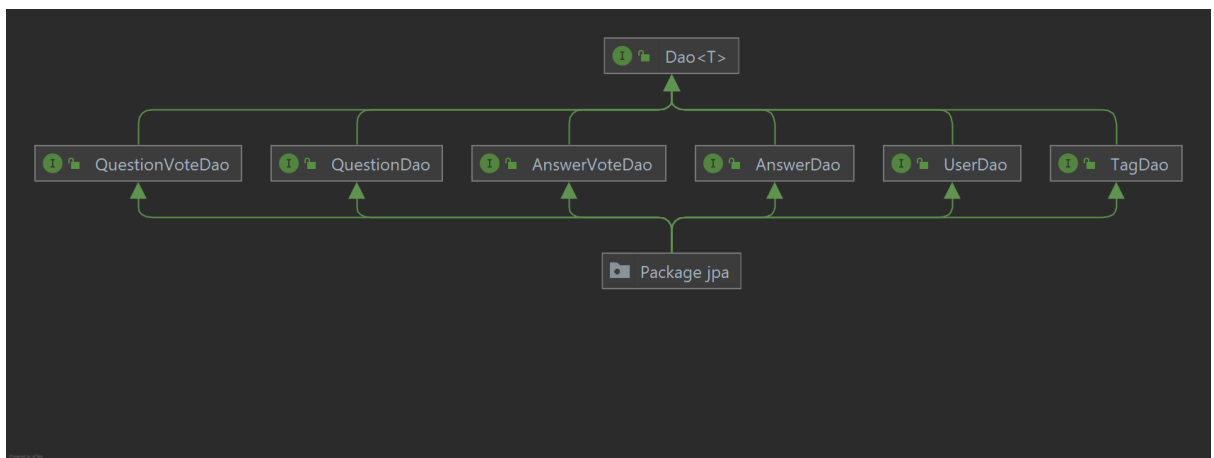 Dao<T>
QuestionVoteDao
QuestionDao
AnswerVoteDao
AnswerDao
UserDao
TagDao
Package jpa